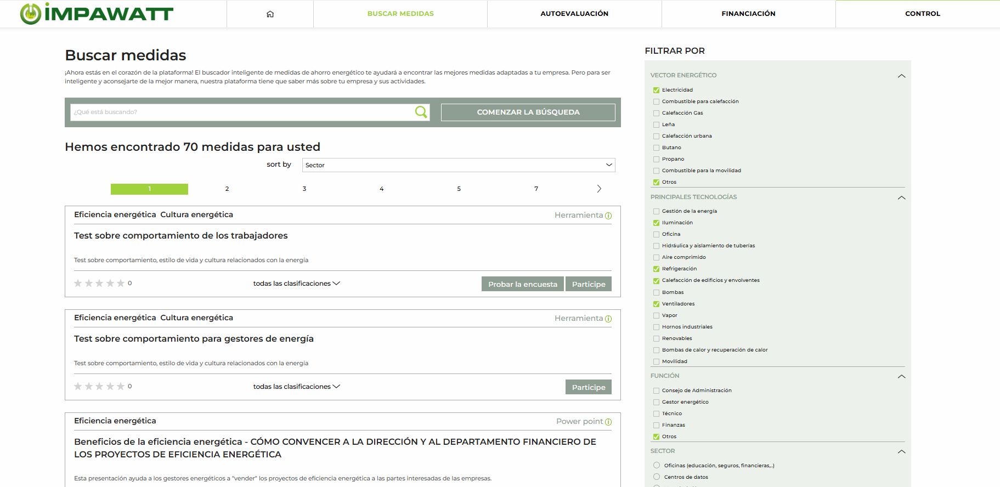 iMPAWATT
BUSCAR MEDIDAS
AUTOEVALUACIÓN
FINANCIACIÓN
CONTROL
Buscar medidas
¡Ahora estás en el corazón de la plataforma! El buscador inteligente de medidas de ahorro energético te ayudará a encontrar las mejores medidas adaptadas a tu empresa. Pero para ser
inteligente y aconsejarte de la mejor manera, nuestra plataforma tiene que saber más sobre tu empresa y sus actividades.
¿Qué está buscando?
COMENZAR LA BÚSQUEDA
Hemos encontrado 70 medidas para usted
sort by Sector
1 2 3 4 5 7
Eficiencia energética Cultura energética Herramienta
Test sobre comportamiento de los trabajadores
Test sobre comportamiento, estilo de vida y cultura relacionados con la energía
0 todas las clasificaciones Probar la encuesta Participe
Eficiencia energética Cultura energética Herramienta
Test sobre comportamiento para gestores de energía
Test sobre comportamiento, estilo de vida y cultura relacionados con la energía
0 todas las clasificaciones Participe
Eficiencia energética Power point
Beneficios de la eficiencia energética - CÓMO CONVENCER A LA DIRECCIÓN Y AL DEPARTAMENTO FINANCIERO DE
LOS PROYECTOS DE EFICIENCIA ENERGÉTICA
Esta presentación ayuda a los gestores energéticos a "vender" los proyectos de eficiencia energética a las partes interesadas de las empresas.
FILTRAR POR
VECTOR ENERGÉTICO
Electricidad
Combustible para calefacción
Calefacción Gas
Leña
Calefacción urbana
Butano
Propano
Combustible para la movilidad
Otros
PRINCIPALES TECNOLOGÍAS
Gestión de la energía
Iluminación
Oficina
Hidráulica y aislamiento de tuberías
Aire comprimido
Refrigeración
Calefacción de edificios y envolventes
Bombas
Ventiladores
Vapor
Hornos industriales
Renovables
Bombas de calor y recuperación de calor
Movilidad
FUNCIÓN
Consejo de Administración
Gestor energético
Técnico
Finanzas
Otros
SECTOR
Oficinas (educación, seguros, financieras,..)
Centros de datos